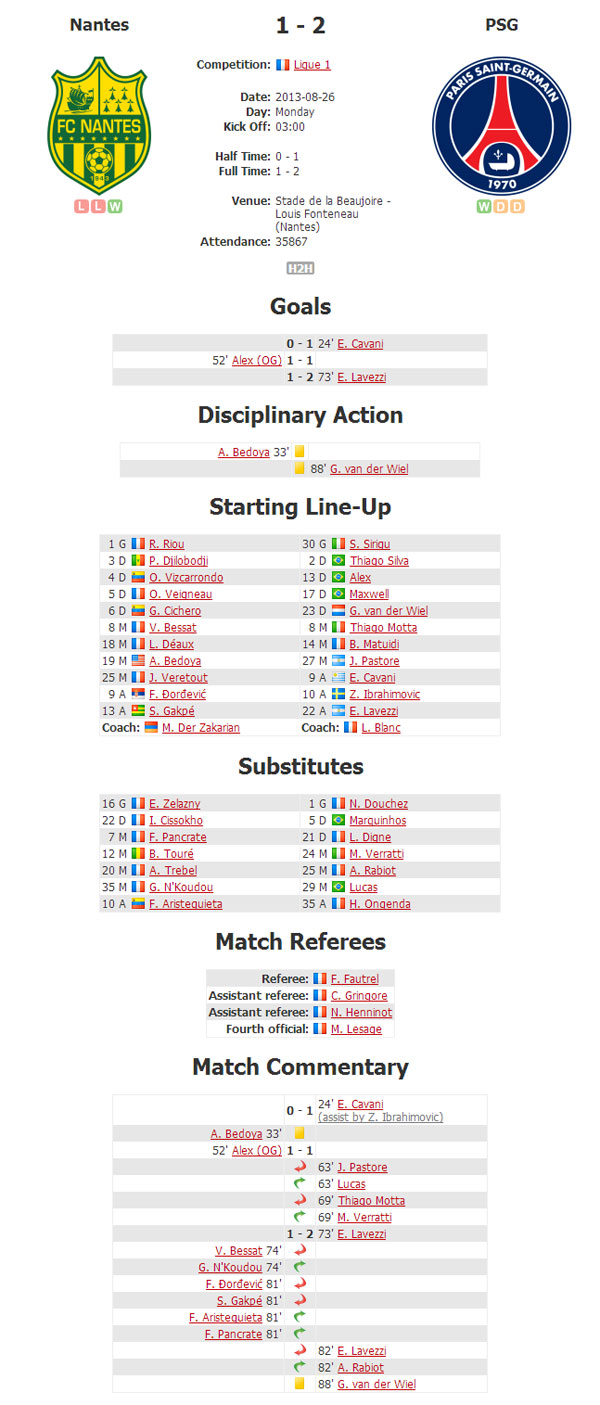 Nantes 1 - 2 PSG
Competition: Ligue 1
Date: 2013-08-26
Day: Monday
Kick Off: 03:00
Half Time: 0 - 1
Full Time: 1 - 2
Venue: Stade de la Beaujoire -
Louis Fonteneau
(Nantes)
Attendance: 35867
FC NANTES
1943
L L W
PARIS SAINT-GERMAIN
1970
W D D
H2H
Goals
0 - 1 24' E. Cavani
52' Alex (OG) 1 - 1
1 - 2 73' E. Lavezzi
Disciplinary Action
A. Bedoya 33'
88' G. van der Wiel
Starting Line-Up
1 G R. Riou 30 G S. Sirigu
3 D P. Djilobodji 2 D Thiago Silva
4 D O. Vizcarrondo 13 D Alex
5 D O. Veigneau 17 D Maxwell
6 D G. Cichero 23 D G. van der Wiel
8 M V. Bessat 8 M Thiago Motta
18 M L. Déaux 14 M B. Matuidi
19 M A. Bedoya 27 M J. Pastore
25 M J. Veretout 9 A E. Cavani
9 A F. Đorđević 10 A Z. Ibrahimovic
13 A S. Gakpé 22 A E. Lavezzi
Coach: M. Der Zakarian Coach: L. Blanc
Substitutes
16 G E. Zelazny 1 G N. Douchez
22 D I. Cissokho 5 D Marquinhos
7 M F. Pancrate 21 D L. Digne
12 M B. Touré 24 M M. Verratti
20 M A. Trebel 25 M A. Rabiot
35 M G. N'Koudou 29 M Lucas
10 A F. Aristeguieta 35 A H. Ongenda
Match Referees
Referee: F. Fautrel
Assistant referee: C. Gringore
Assistant referee: N. Henninot
Fourth official: M. Lesage
Match Commentary
0 - 1 24' E. Cavani
(assist by Z. Ibrahimovic)
A. Bedoya 33'
52' Alex (OG) 1 - 1
63' J. Pastore
63' Lucas
69' Thiago Motta
69' M. Verratti
1 - 2 73' E. Lavezzi
V. Bessat 74'
G. N'Koudou 74'
F. Đorđević 81'
S. Gakpé 81'
F. Aristeguieta 81'
F. Pancrate 81'
82' E. Lavezzi
82' A. Rabiot
88' G. van der Wiel